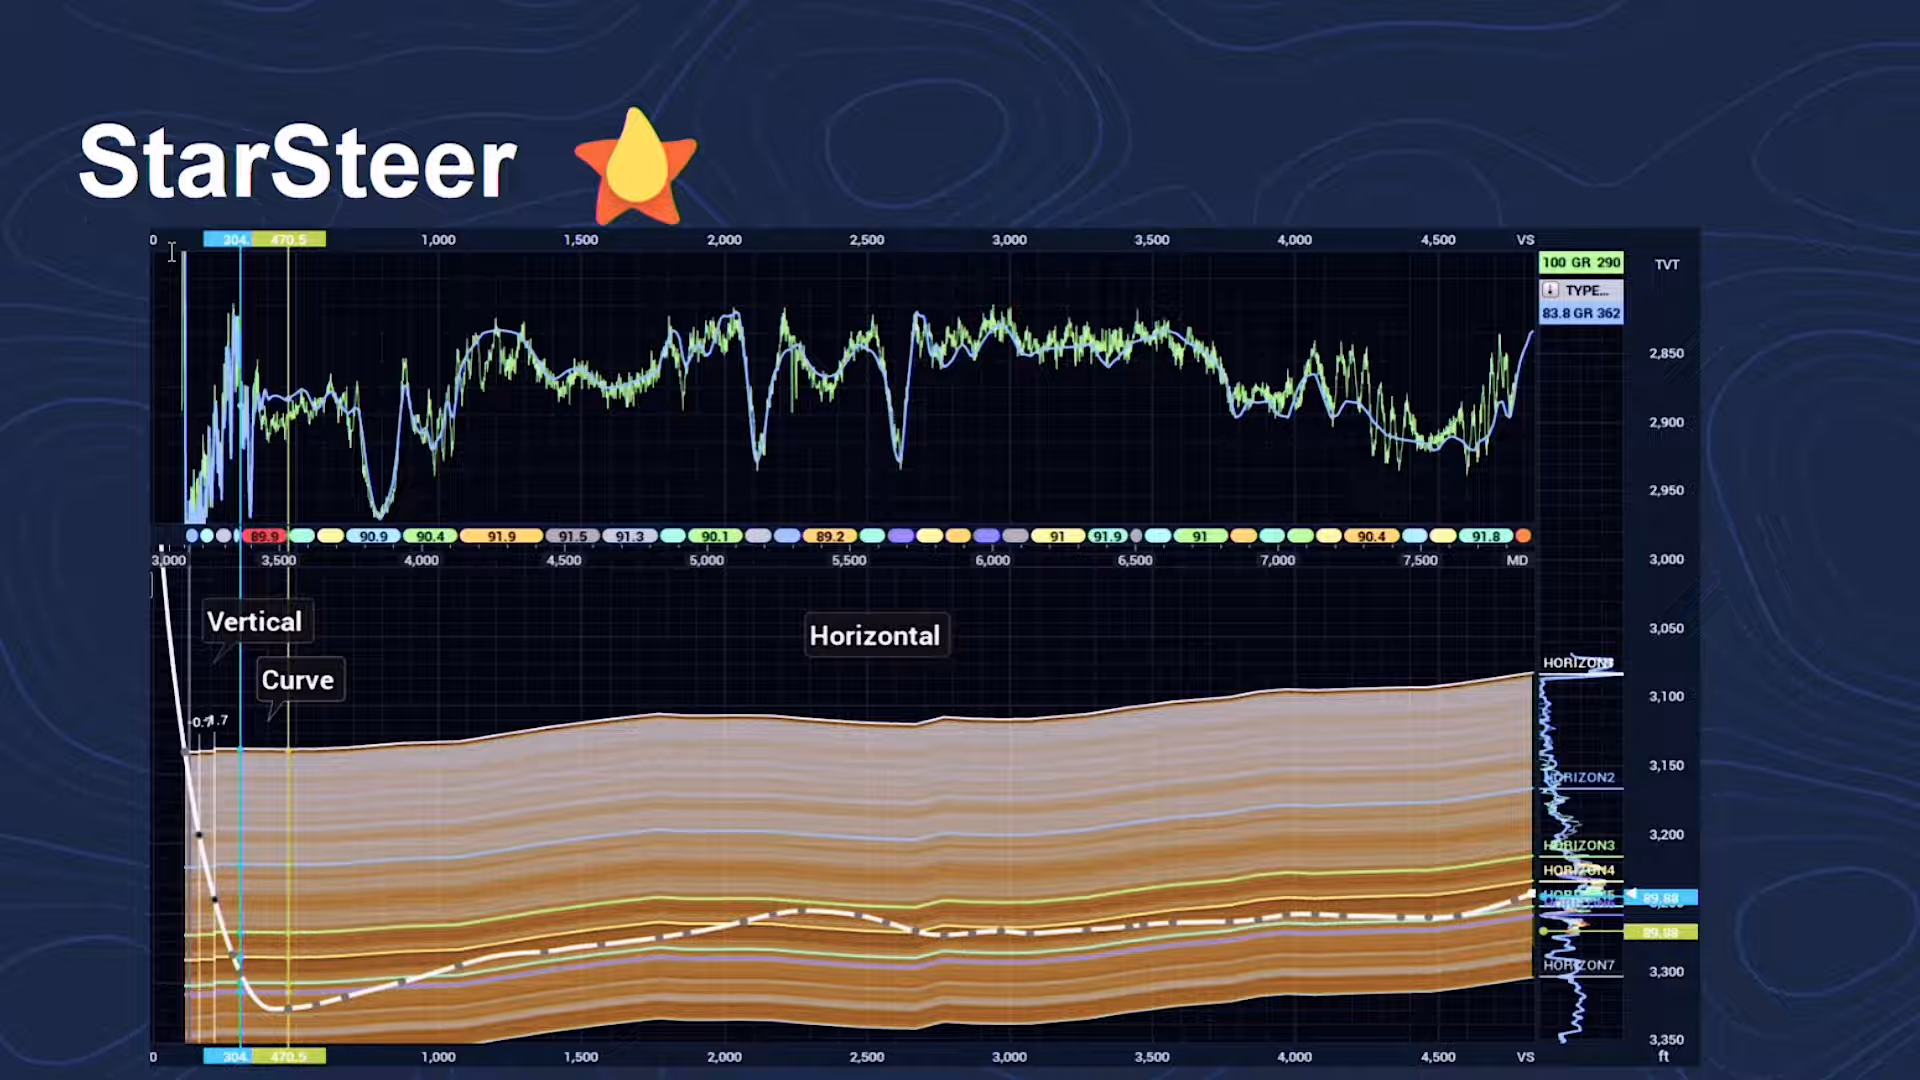 StarSteer
0 304. 470.5 1,000 1,500 2,000 2,500 3,000 3,500 4,000 4,500 VS
100 GR 290
TVT
TYPE...
83.8 GR 362
2,850
2,900
2,950
89.9 90.9 90.4 91.9 91.5 91.3 90.1 89.2 91 91.9 91 90.4 91.8
3,000 3,500 4,000 4,500 5,000 5,500 6,000 6,500 7,000 7,500 MD
3,000
Vertical
Horizontal
3,050
Curve
HORIZON1
3,100
3,150
HORIZON2
3,200
HORIZON3
HORIZON4
89.88
89.88
HORIZON7
3,300
3,350
0 304. 470.5 1,000 1,500 2,000 2,500 3,000 3,500 4,000 4,500 VS
ft